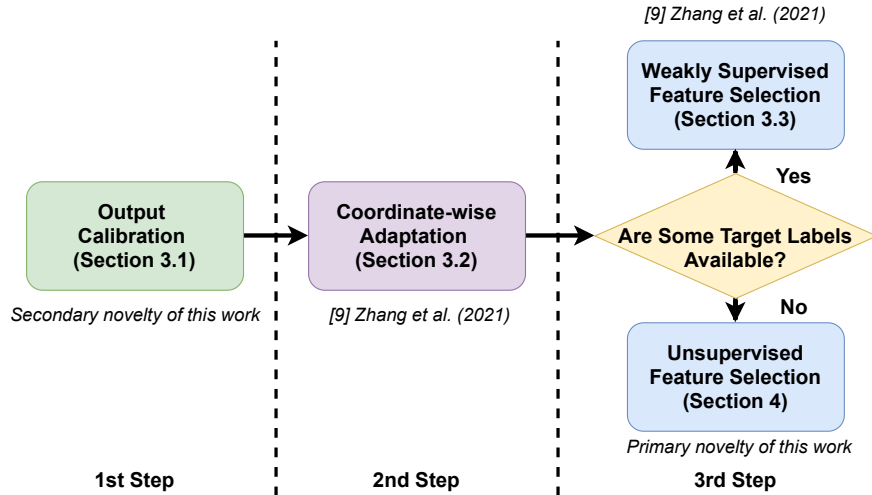 [9] Zhang et al. (2021)
Weakly Supervised
Feature Selection
(Section 3.3)
Yes
Output
Calibration
(Section 3.1)
Secondary novelty of this work
Coordinate-wise
Adaptation
(Section 3.2)
[9] Zhang et al. (2021)
Are Some Target Labels
Available?
No
Unsupervised
Feature Selection
(Section 4)
Primary novelty of this work
1st Step
2nd Step
3rd Step